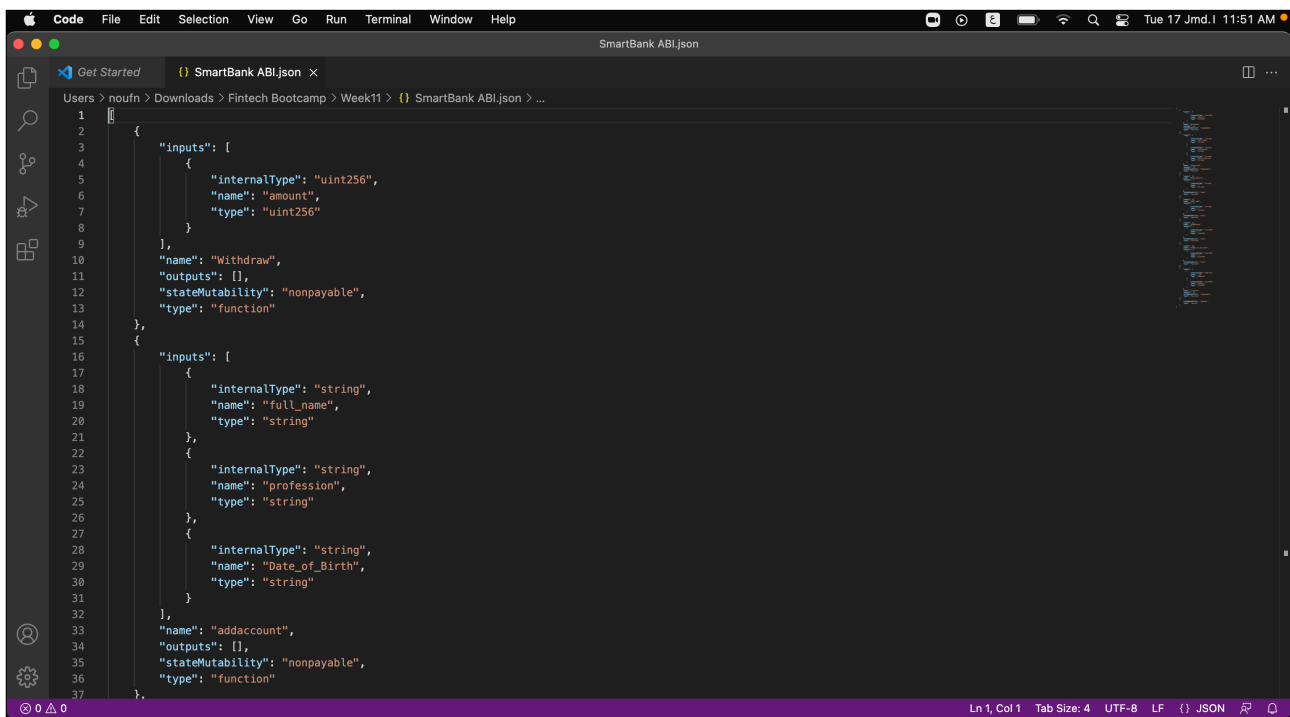 Code File Edit Selection View Go Run Terminal Window Help ع Tue 17 Jmd.I 11:51 AM
SmartBank ABI.json
Get Started {} SmartBank ABI.json ×
Users > noufn > Downloads > Fintech Bootcamp > Week11 > {} SmartBank ABI.json > ...
1 [
2 {
3 "inputs": [
4 {
5 "internalType": "uint256",
6 "name": "amount",
7 "type": "uint256"
8 }
9 ],
10 "name": "Withdraw",
11 "outputs": [],
12 "stateMutability": "nonpayable",
13 "type": "function"
14 },
15 {
16 "inputs": [
17 {
18 "internalType": "string",
19 "name": "full_name",
20 "type": "string"
21 },
22 {
23 "internalType": "string",
24 "name": "profession",
25 "type": "string"
26 },
27 {
28 "internalType": "string",
29 "name": "Date_of_Birth",
30 "type": "string"
31 }
32 ],
33 "name": "addaccount",
34 "outputs": [],
35 "stateMutability": "nonpayable",
36 "type": "function"
37 },
0 0 Ln 1, Col 1 Tab Size: 4 UTF-8 LF {} JSON